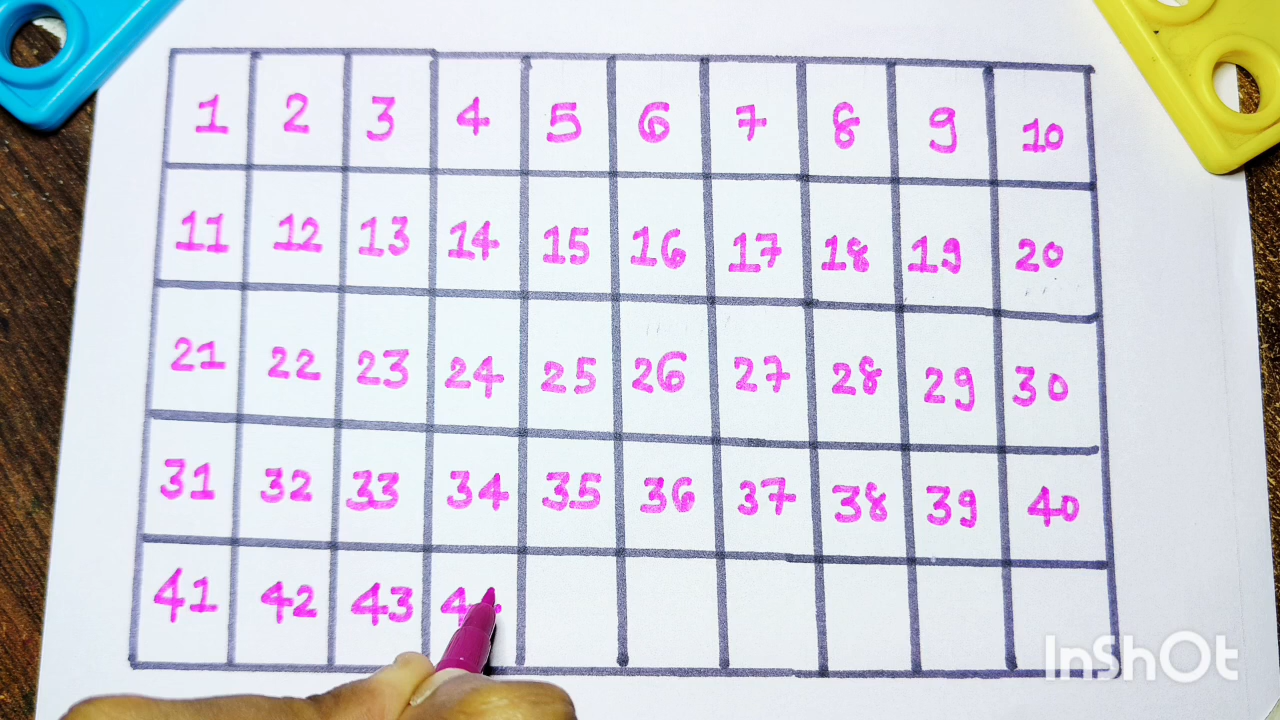 1 2 3 4 5 6 7 8 9 10
11 12 13 14 15 16 17 18 19 20
21 22 23 24 25 26 27 28 29 30
31 32 33 34 35 36 37 38 39 40
41 42 43 4
InShOt